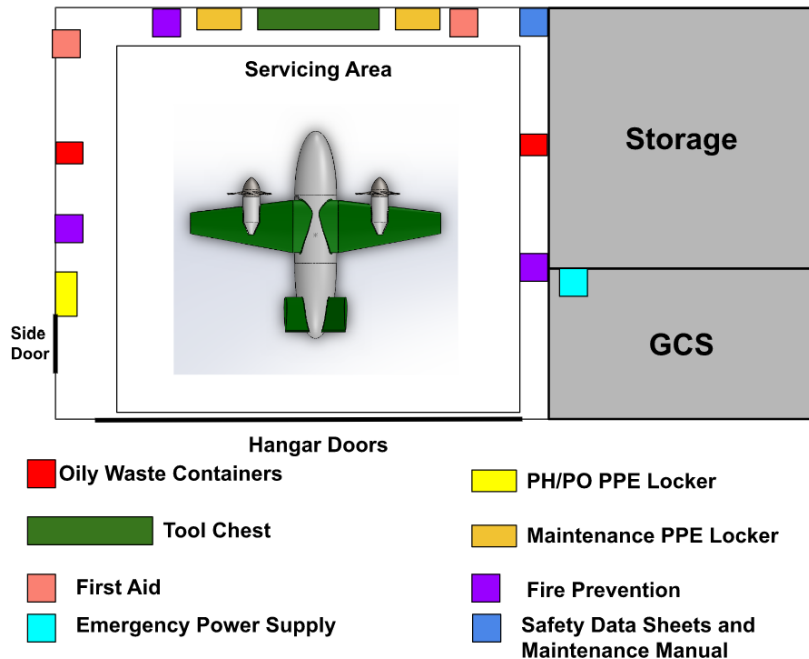 Servicing Area
Storage
Side
Door
GCS
Hangar Doors
Oily Waste Containers
PH/PO PPE Locker
Tool Chest
Maintenance PPE Locker
First Aid
Fire Prevention
Emergency Power Supply
Safety Data Sheets and
Maintenance Manual